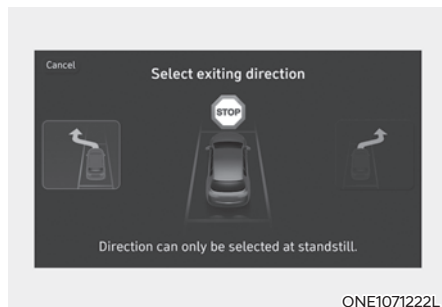 Cancel
Select exiting direction
STOP
Direction can only be selected at standstill.
ONE1071222L